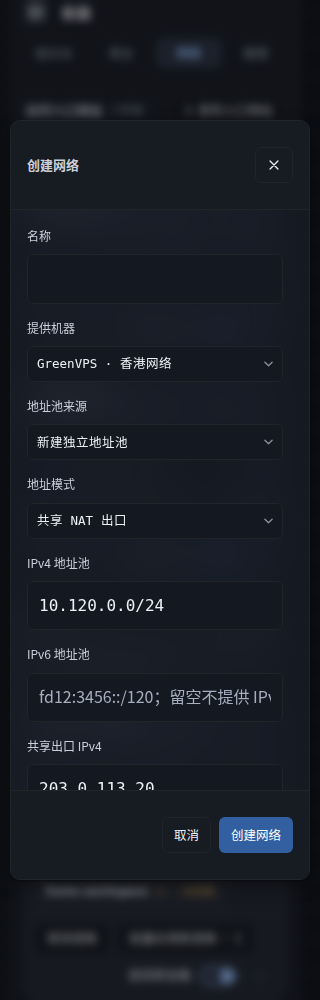 创建网络
名称
提供机器
GreenVPS · 香港网络
地址池来源
新建独立地址池
地址模式
共享 NAT 出口
IPv4 地址池
10.120.0.0/24
IPv6 地址池
fd12:3456::/120；留空不提供 IPv
共享出口 IPv4
203.0.113.20
取消
创建网络